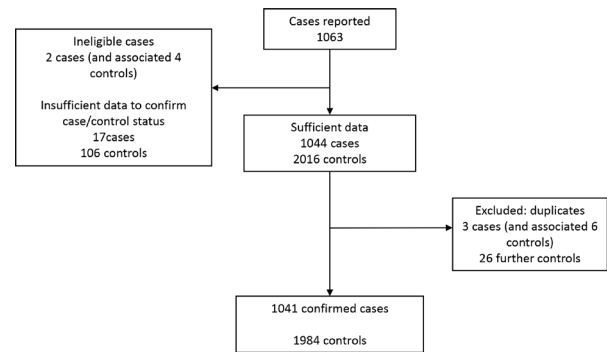 Cases reported
1063
Ineligible cases
2 cases (and associated 4
controls)
Insufficient data to confirm
case/control status
17cases
106 controls
Sufficient data
1044 cases
2016 controls
Excluded: duplicates
3 cases (and associated 6
controls)
26 further controls
1041 confirmed cases
1984 controls